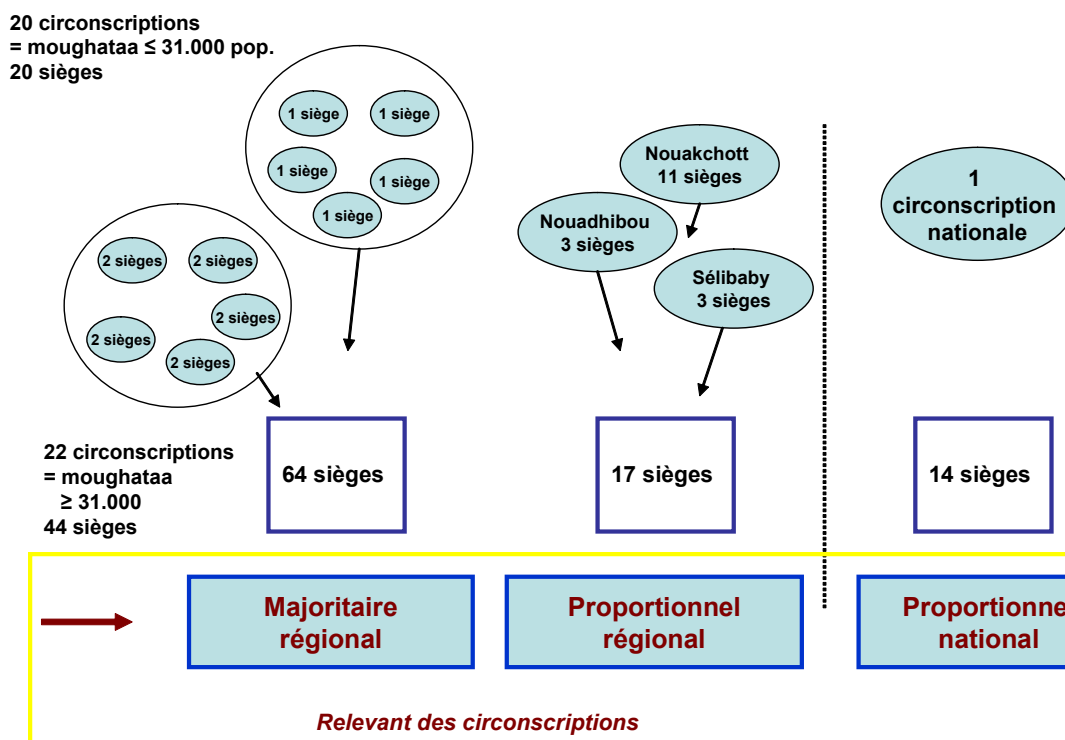 20 circonscriptions
= moughataa ≤ 31.000 pop.
20 sièges
1 siège
1 siège
1 siège
1 siège
1 siège
2 sièges
2 sièges
2 sièges
2 sièges
2 sièges
22 circonscriptions
= moughataa
≥ 31.000
44 sièges
Nouakchott
11 sièges
Nouadhibou
3 sièges
Sélibaby
3 sièges
1
circonscription
nationale
64 sièges
17 sièges
14 sièges
Majoritaire
régional
Proportionnel
régional
Proportionne
national
Relevant des circonscriptions